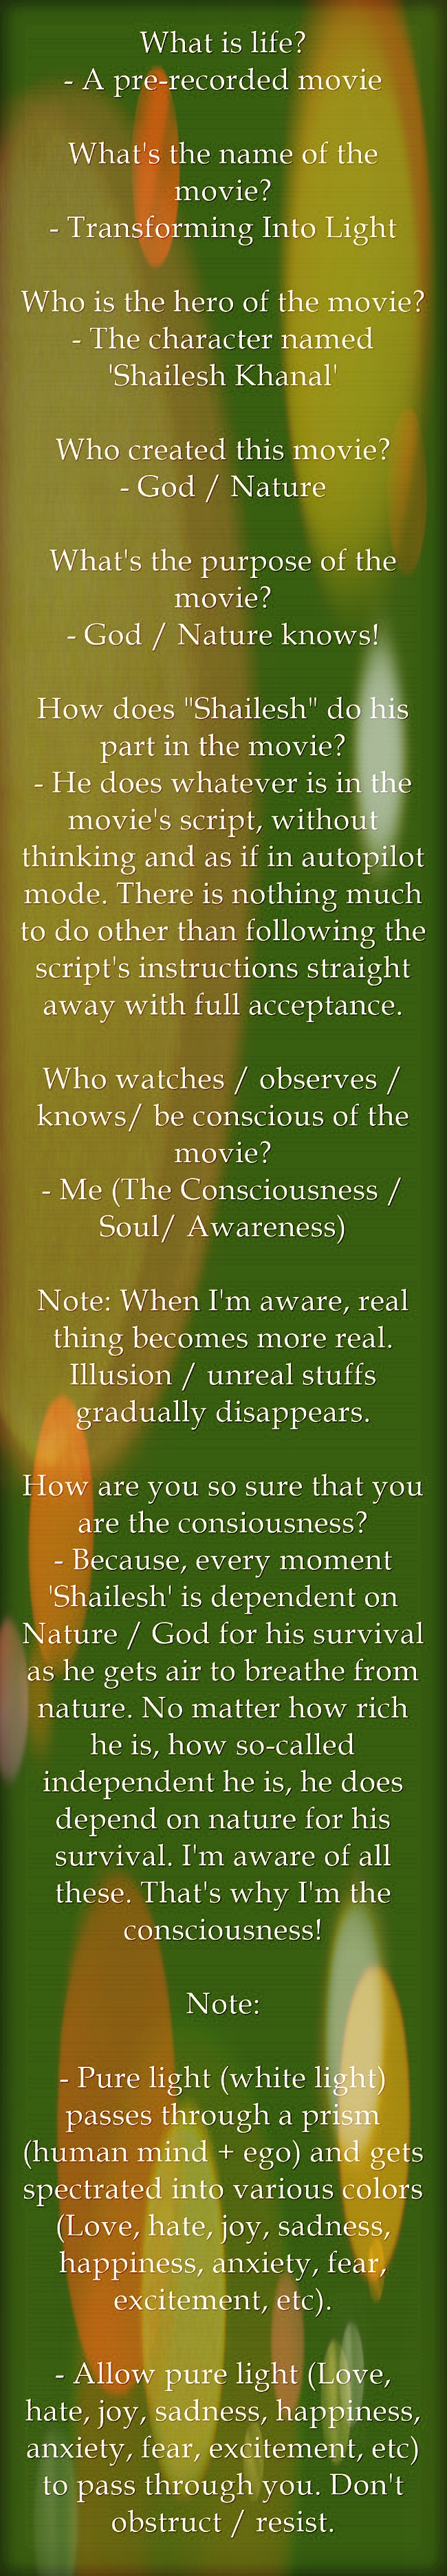 What is life?
- A pre-recorded movie
What's the name of the
movie?
- Transforming Into Light
Who is the hero of the movie?
- The character named
'Shailesh Khanal'
Who created this movie?
- God / Nature
What's the purpose of the
movie?
- God / Nature knows!
How does "Shailesh" do his
part in the movie?
- He does whatever is in the
movie's script, without
thinking and as if in autopilot
mode. There is nothing much
to do other than following the
script's instructions straight
away with full acceptance.
Who watches / observes /
knows/ be conscious of the
movie?
- Me (The Consciousness /
Soul/ Awareness)
Note: When I'm aware, real
thing becomes more real.
Illusion / unreal stuffs
gradually disappears.
How are you so sure that you
are the consiousness?
- Because, every moment
'Shailesh' is dependent on
Nature / God for his survival
as he gets air to breathe from
nature. No matter how rich
he is, how so-called
independent he is, he does
depend on nature for his
survival. I'm aware of all
these. That's why I'm the
consciousness!
Note:
- Pure light (white light)
passes through a prism
(human mind + ego) and gets
spectrated into various colors
(Love, hate, joy, sadness,
happiness, anxiety, fear,
excitement, etc).
- Allow pure light (Love,
hate, joy, sadness, happiness,
anxiety, fear, excitement, etc)
to pass through you. Don't
obstruct / resist.